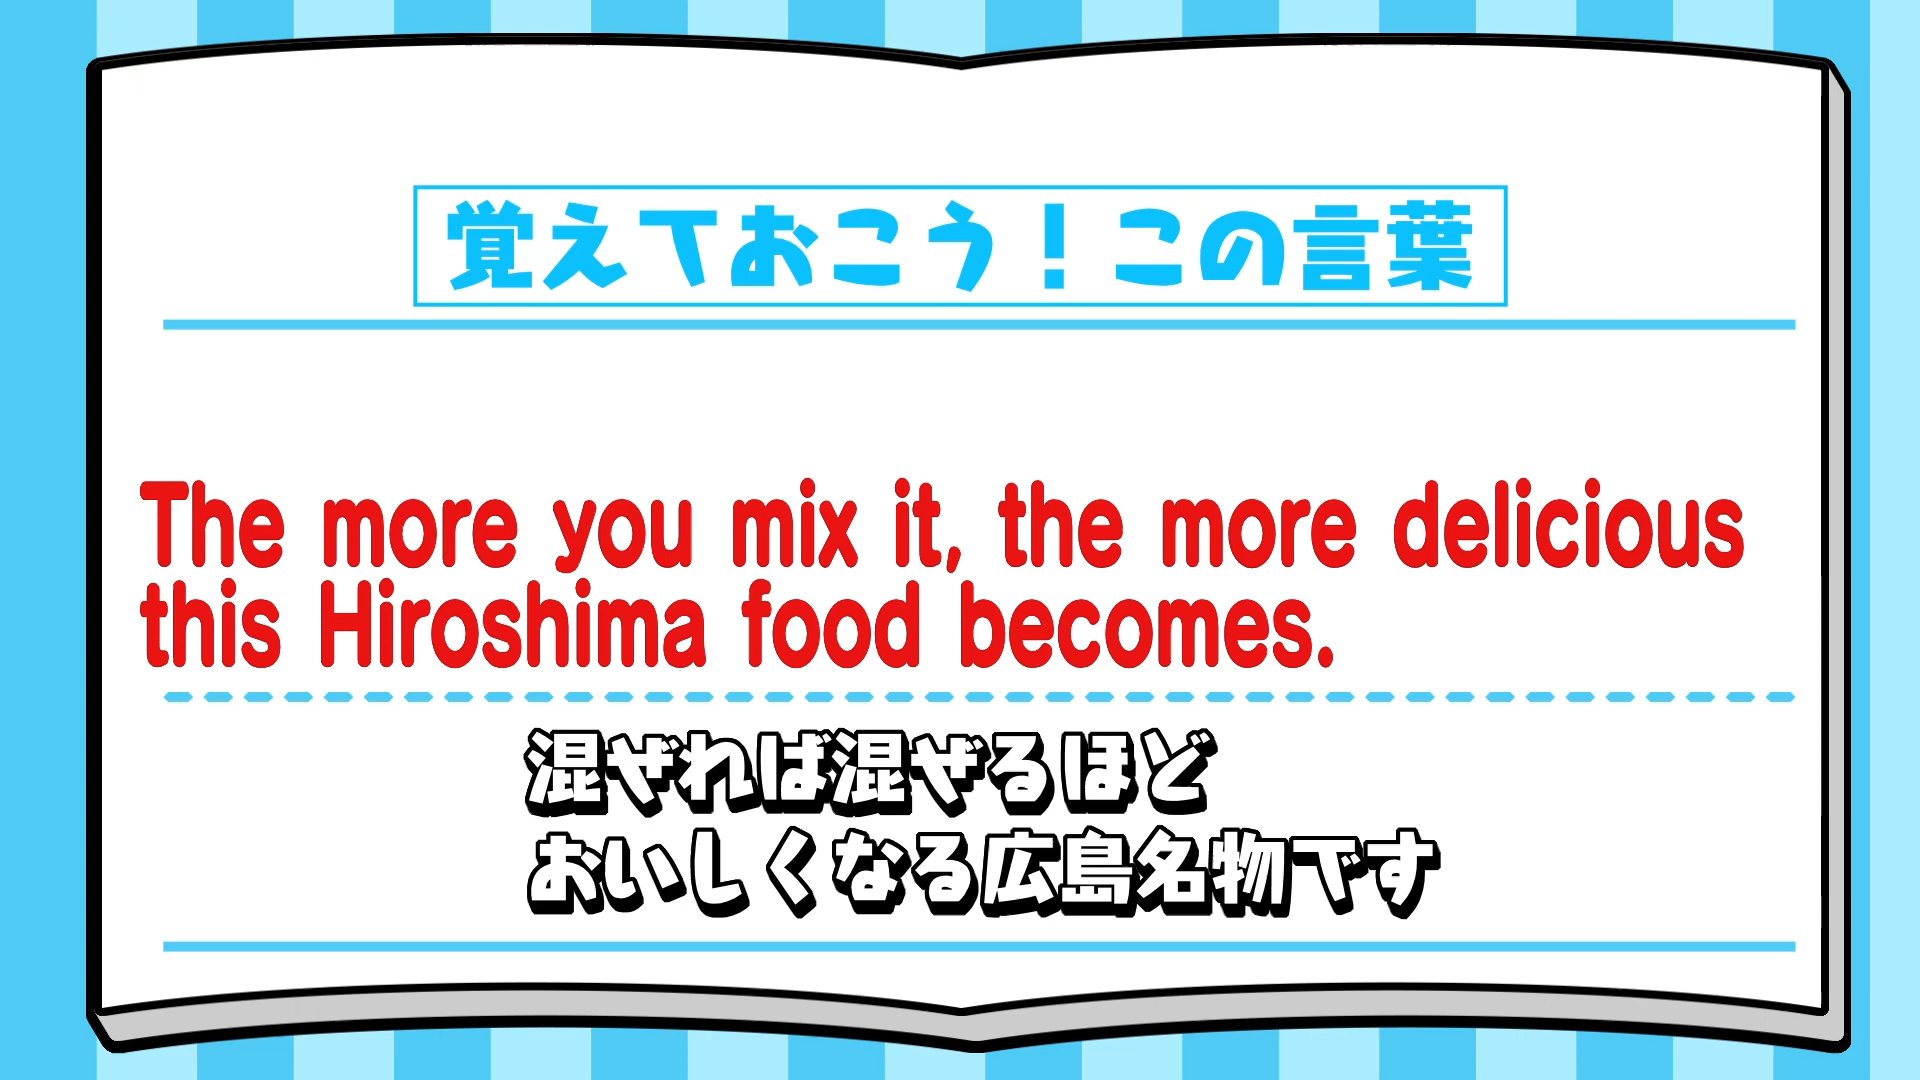 覚えておこう！この言葉
The more you mix it, the more delicious
this Hiroshima food becomes.
混ぜれば混ぜるほど
おいしくなる広島名物です